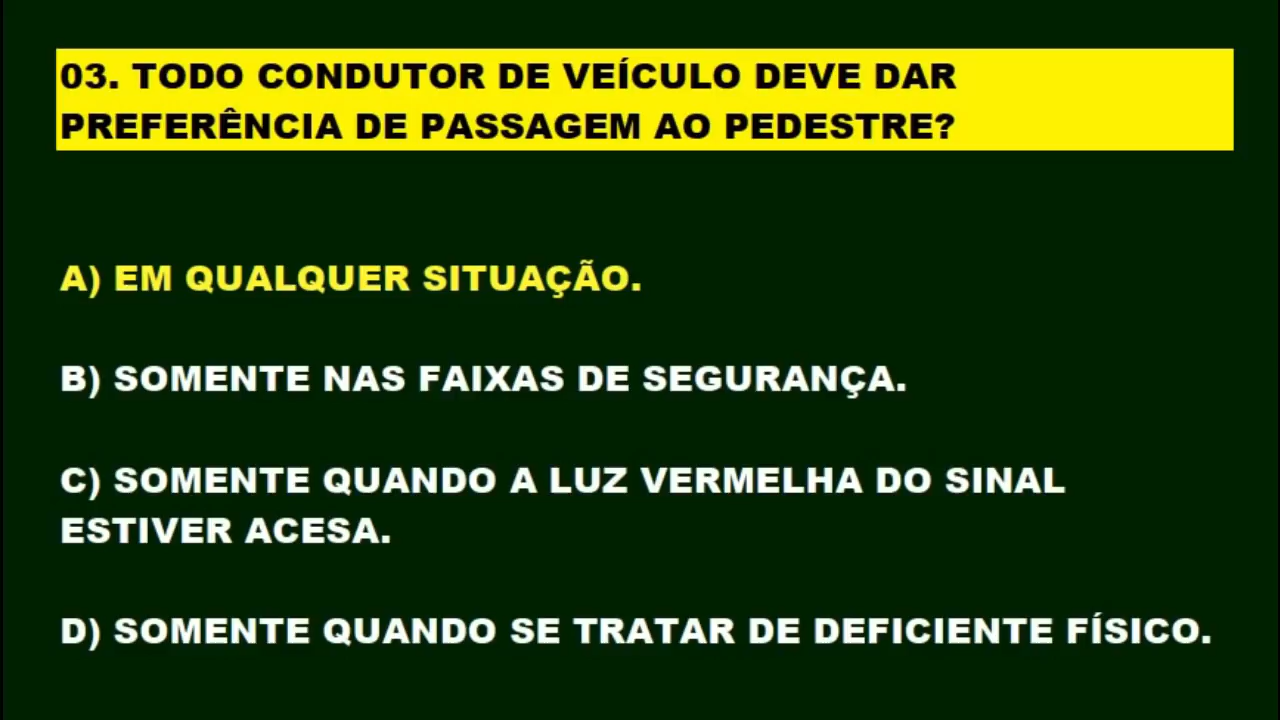 03. TODO CONDUTOR DE VEÍCULO DEVE DAR
PREFERÊNCIA DE PASSAGEM AO PEDESTRE?
A) EM QUALQUER SITUAÇÃO.
B) SOMENTE NAS FAIXAS DE SEGURANÇA.
C) SOMENTE QUANDO A LUZ VERMELHA DO SINAL
ESTIVER ACESA.
D) SOMENTE QUANDO SE TRATAR DE DEFICIENTE FÍSICO.